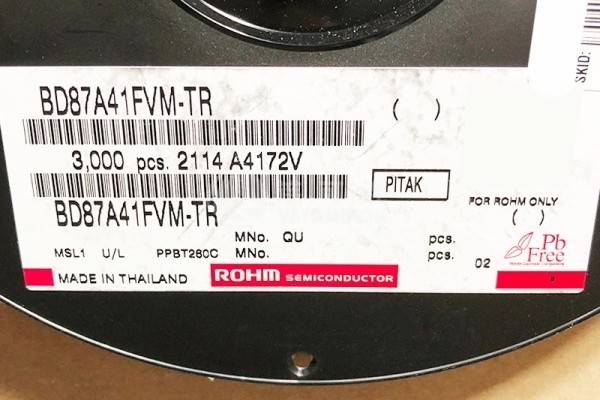 SKID:
BD87A41FVM-TR ( )
3,000 pcs. 2114 A4172V
PITAK
FOR ROHM ONLY
BD87A41FVM-TR ( )
MNo. QU pcs.
MSL1 U/L PPBT260C MNo. pcs. 02
Pb
Free
MADE IN THAILAND ROHM SEMICONDUCTOR